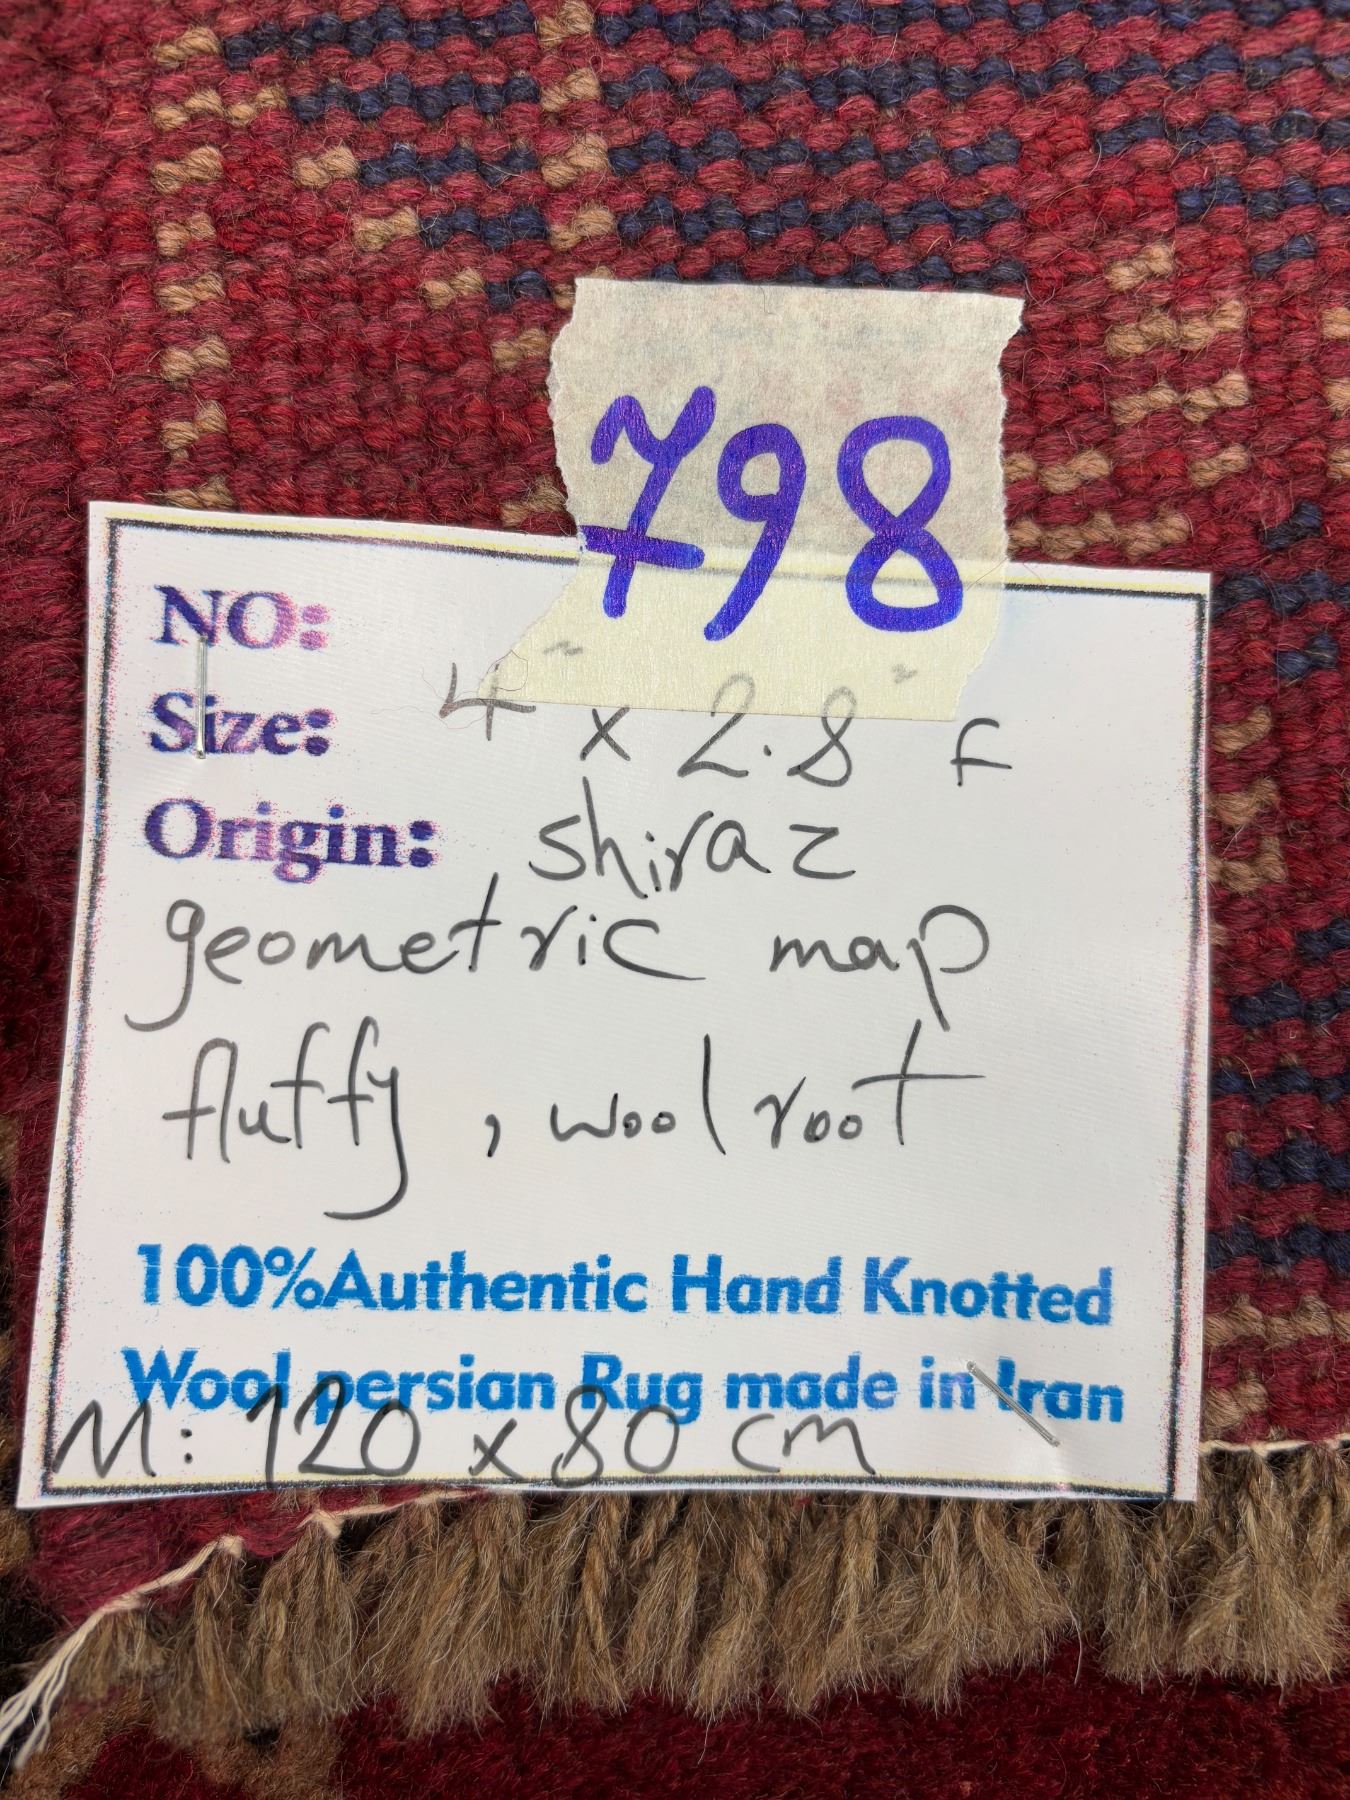 798
NO:
Size: 4 x 2.8 f
Origin: shiraz
geometric map
fluffy, wool root
100%Authentic Hand Knotted
Wool persian Rug made in Iran
M: 120 x 80 cm